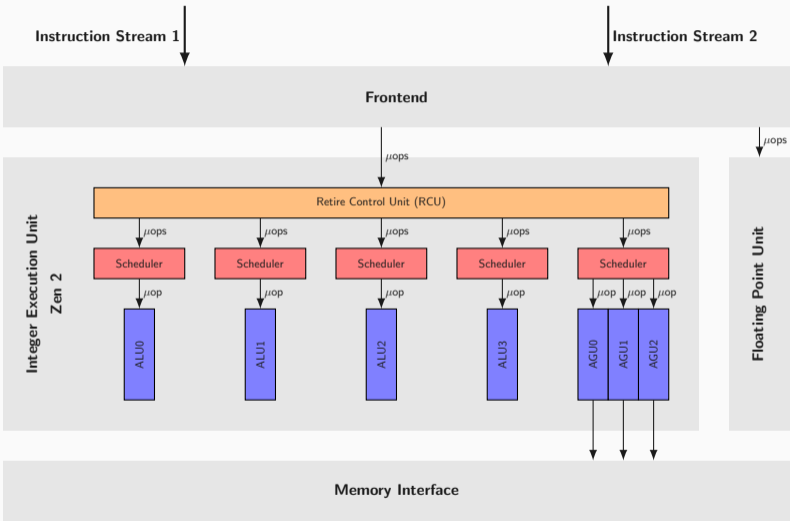 Instruction Stream 1
Instruction Stream 2
Frontend
μops
μops
Integer Execution Unit
Zen 2
Retire Control Unit (RCU)
μops
μops
μops
μops
μops
Scheduler
Scheduler
Scheduler
Scheduler
Scheduler
μop
μop
μop
μop
μop
μop
μop
ALU0
ALU1
ALU2
ALU3
AGU0
AGU1
AGU2
Floating Point Unit
Memory Interface